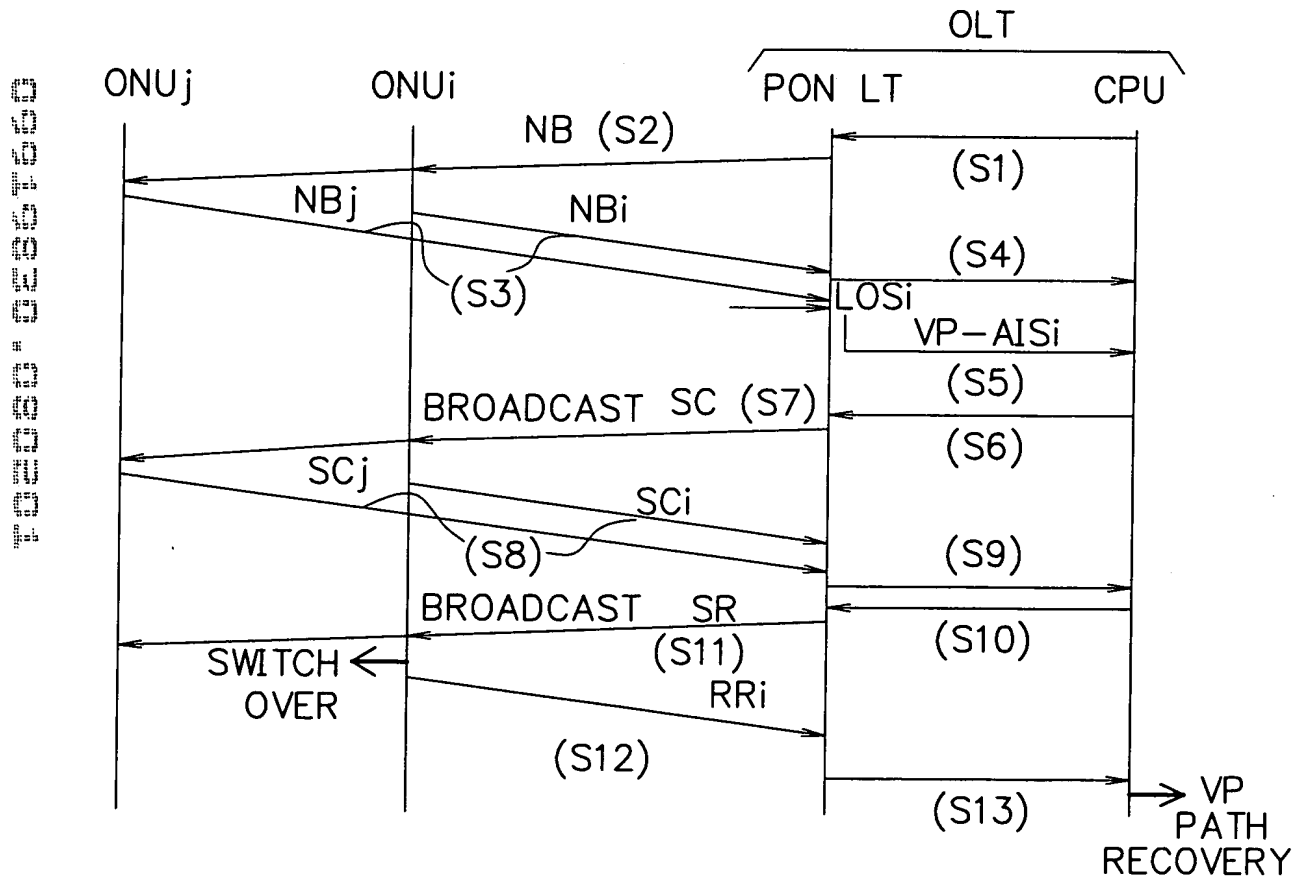 OLT
ONUj ONUi PON LT CPU
NB (S2)
(S1)
NBj NBi
(S3)
(S4)
LOSi
VP-AISi
(S5)
BROADCAST SC (S7)
(S6)
SCj SCi
(S8)
(S9)
BROADCAST SR
(S11)
(S10)
SWITCH
OVER
RRi
(S12)
(S13)
VP
PATH
RECOVERY